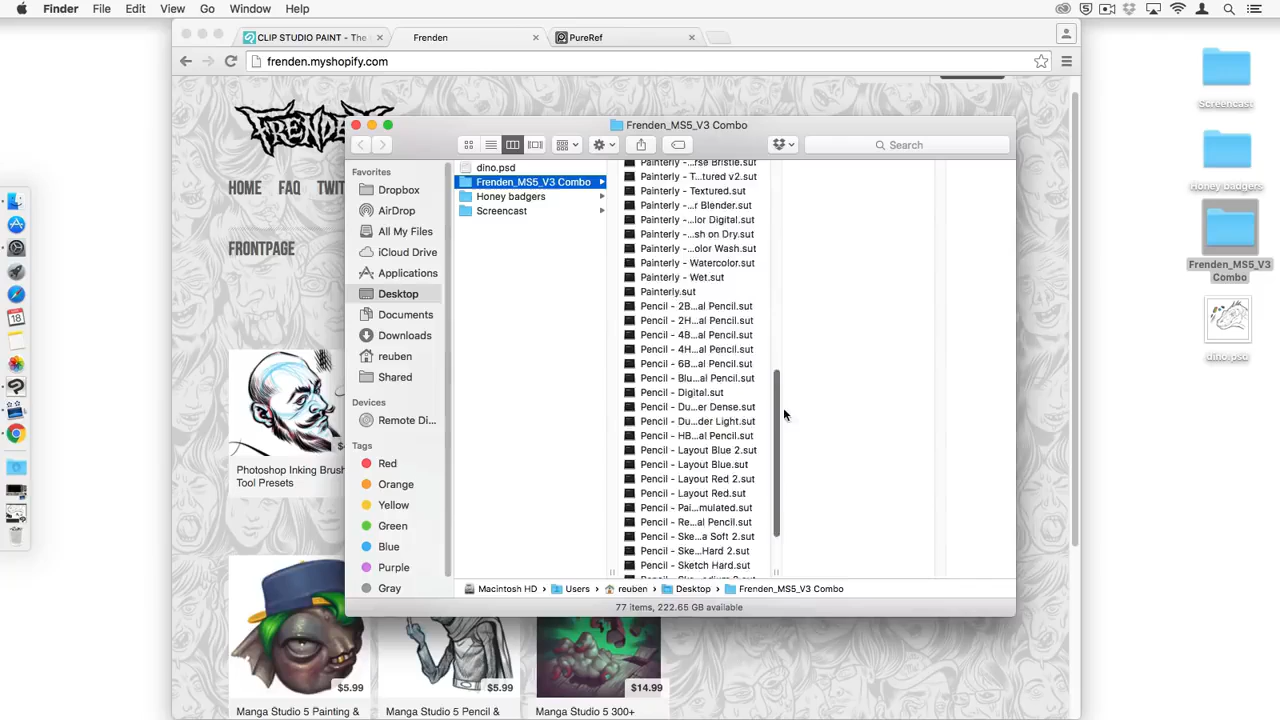 Finder File Edit View Go Window Help
CLIP STUDIO PAINT - The
Frenden
PureRef
frenden.myshopify.com
FRENDEN
HOME FAQ TWIT
FRONTPAGE
Frenden_MS5_V3 Combo
Search
Favorites
Dropbox
AirDrop
All My Files
iCloud Drive
Applications
Desktop
Documents
Downloads
reuben
Shared
Devices
Remote Di...
Tags
Red
Orange
Yellow
Green
Blue
Purple
Gray
dino.psd
Frenden_MS5_V3 Combo
Honey badgers
Screencast
Painterly -...rse Bristle.sut
Painterly - T...tured v2.sut
Painterly - Textured.sut
Painterly -...r Blender.sut
Painterly -...lor Digital.sut
Painterly -...sh on Dry.sut
Painterly -...olor Wash.sut
Painterly - Watercolor.sut
Painterly - Wet.sut
Painterly.sut
Pencil - 2B...al Pencil.sut
Pencil - 2H...al Pencil.sut
Pencil - 4B...al Pencil.sut
Pencil - 4H...al Pencil.sut
Pencil - 6B...al Pencil.sut
Pencil - Blu...al Pencil.sut
Pencil - Digital.sut
Pencil - Du...er Dense.sut
Pencil - Du...der Light.sut
Pencil - HB...al Pencil.sut
Pencil - Layout Blue 2.sut
Pencil - Layout Blue.sut
Pencil - Layout Red 2.sut
Pencil - Layout Red.sut
Pencil - Pai...mulated.sut
Pencil - Re...al Pencil.sut
Pencil - Ske...a Soft 2.sut
Pencil - Ske...Hard 2.sut
Pencil - Sketch Hard.sut
Macintosh HD Users reuben Desktop Frenden_MS5_V3 Combo
77 items, 222.65 GB available
Photoshop Inking Brush
Tool Presets
$5.99
$5.99
$14.99
Manga Studio 5 Painting &
Manga Studio 5 Pencil &
Manga Studio 5 300+
Screencast
Honey badgers
Frenden_MS5_V3
Combo
dino.psd
18